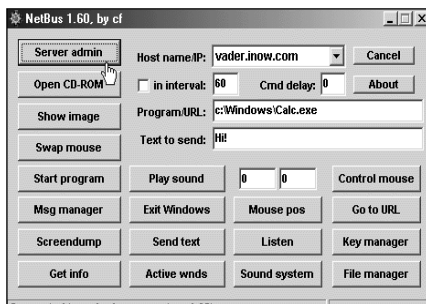 NetBus 1.60, by cf
Server admin
Host name/IP: vader.inow.com
Cancel
Open CD-ROM
in interval: 60
Cmd delay: 0
About
Show image
Program/URL: c:\Windows\Calc.exe
Swap mouse
Text to send: Hi!
Start program
Play sound
0
0
Control mouse
Msg manager
Exit Windows
Mouse pos
Go to URL
Screendump
Send text
Listen
Key manager
Get info
Active wnds
Sound system
File manager